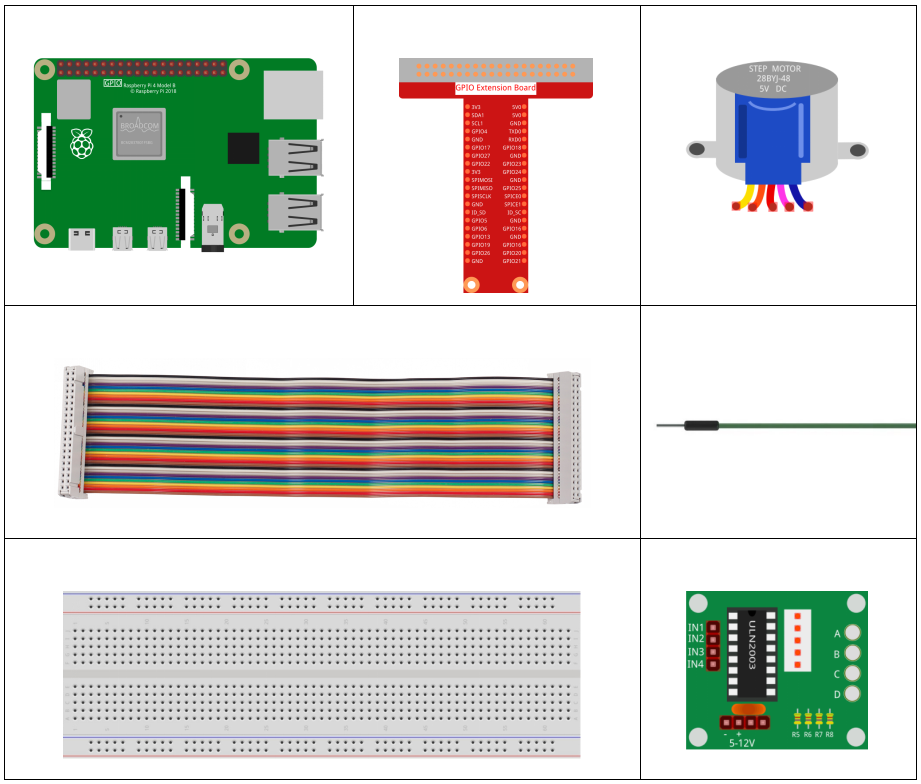 GPIO
Raspberry Pi 4 Model B
© Raspberry Pi 2018
BROADCOM
GPIO Extension Board
3V3 5V0
SDA1 5V0
SCL1 GND
GPIO4 TXD0
GND RXD0
GPIO17 GPIO18
GPIO27 GND
GPIO22 GPIO23
3V3 GPIO24
SPIMOSI GND
SPIMISO GPIO25
SPISCLK SPICE0
GND SPICE1
ID_SD ID_SC
GPIO5 GND
GPIO6 GPIO16
GPIO13 GND
GPIO19 GPIO16
GPIO26 GPIO20
GND GPIO21
STEP MOTOR
28BYJ-48
5V DC
IN1
IN2
IN3
IN4
ULN2003
A
B
C
D
- +
5-12V
R5 R6 R7 R8